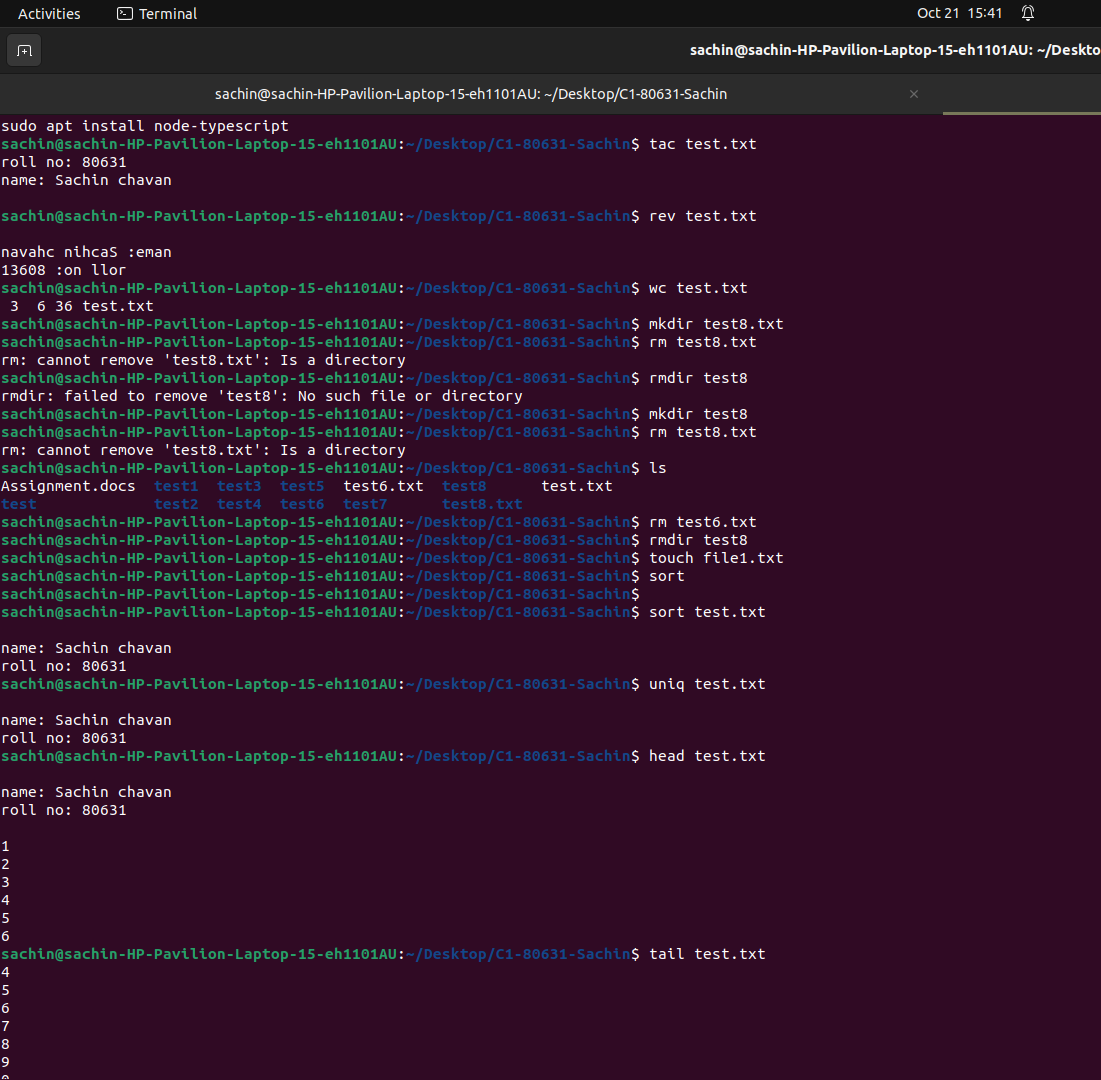 Activities Terminal Oct 21 15:41
sachin@sachin-HP-Pavilion-Laptop-15-eh1101AU: ~/Deskto
sachin@sachin-HP-Pavilion-Laptop-15-eh1101AU: ~/Desktop/C1-80631-Sachin ×
sudo apt install node-typescript
sachin@sachin-HP-Pavilion-Laptop-15-eh1101AU:~/Desktop/C1-80631-Sachin$ tac test.txt
roll no: 80631
name: Sachin chavan
sachin@sachin-HP-Pavilion-Laptop-15-eh1101AU:~/Desktop/C1-80631-Sachin$ rev test.txt
navahc nihcaS :eman
13608 :on llor
sachin@sachin-HP-Pavilion-Laptop-15-eh1101AU:~/Desktop/C1-80631-Sachin$ wc test.txt
3 6 36 test.txt
sachin@sachin-HP-Pavilion-Laptop-15-eh1101AU:~/Desktop/C1-80631-Sachin$ mkdir test8.txt
sachin@sachin-HP-Pavilion-Laptop-15-eh1101AU:~/Desktop/C1-80631-Sachin$ rm test8.txt
rm: cannot remove 'test8.txt': Is a directory
sachin@sachin-HP-Pavilion-Laptop-15-eh1101AU:~/Desktop/C1-80631-Sachin$ rmdir test8
rmdir: failed to remove 'test8': No such file or directory
sachin@sachin-HP-Pavilion-Laptop-15-eh1101AU:~/Desktop/C1-80631-Sachin$ mkdir test8
sachin@sachin-HP-Pavilion-Laptop-15-eh1101AU:~/Desktop/C1-80631-Sachin$ rm test8.txt
rm: cannot remove 'test8.txt': Is a directory
sachin@sachin-HP-Pavilion-Laptop-15-eh1101AU:~/Desktop/C1-80631-Sachin$ ls
Assignment.docs test1 test3 test5 test6.txt test8 test.txt
test test2 test4 test6 test7 test8.txt
sachin@sachin-HP-Pavilion-Laptop-15-eh1101AU:~/Desktop/C1-80631-Sachin$ rm test6.txt
sachin@sachin-HP-Pavilion-Laptop-15-eh1101AU:~/Desktop/C1-80631-Sachin$ rmdir test8
sachin@sachin-HP-Pavilion-Laptop-15-eh1101AU:~/Desktop/C1-80631-Sachin$ touch file1.txt
sachin@sachin-HP-Pavilion-Laptop-15-eh1101AU:~/Desktop/C1-80631-Sachin$ sort
sachin@sachin-HP-Pavilion-Laptop-15-eh1101AU:~/Desktop/C1-80631-Sachin$
sachin@sachin-HP-Pavilion-Laptop-15-eh1101AU:~/Desktop/C1-80631-Sachin$ sort test.txt
name: Sachin chavan
roll no: 80631
sachin@sachin-HP-Pavilion-Laptop-15-eh1101AU:~/Desktop/C1-80631-Sachin$ uniq test.txt
name: Sachin chavan
roll no: 80631
sachin@sachin-HP-Pavilion-Laptop-15-eh1101AU:~/Desktop/C1-80631-Sachin$ head test.txt
name: Sachin chavan
roll no: 80631
1
2
3
4
5
6
sachin@sachin-HP-Pavilion-Laptop-15-eh1101AU:~/Desktop/C1-80631-Sachin$ tail test.txt
4
5
6
7
8
9